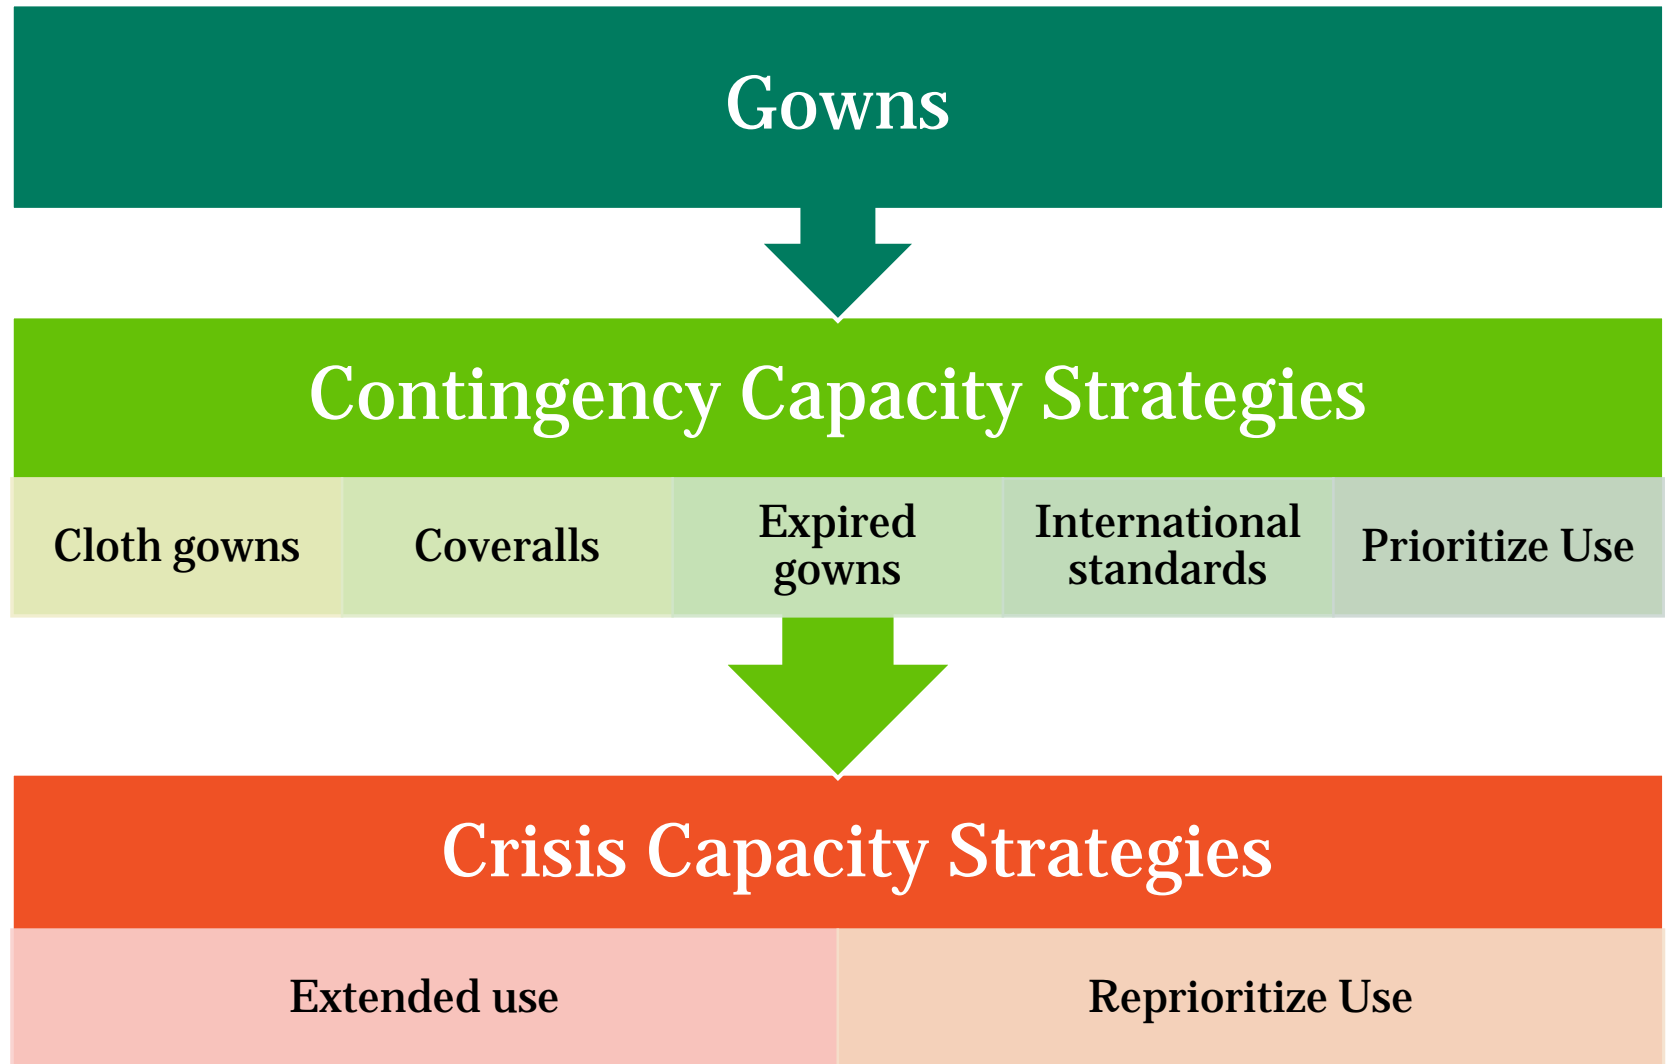 Gowns
Contingency Capacity Strategies
Cloth gowns
Coveralls
Expired
gowns
International
standards
Prioritize Use
Crisis Capacity Strategies
Extended use
Reprioritize Use